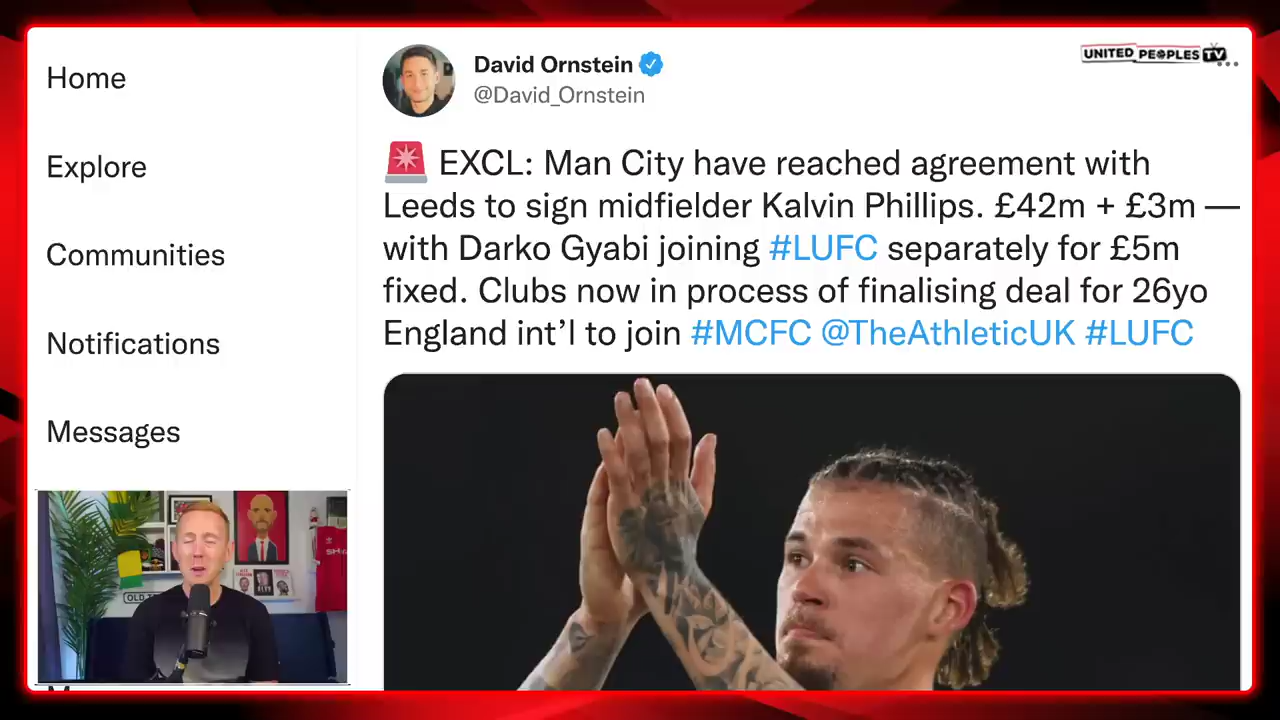 Home
Explore
Communities
Notifications
Messages
David Ornstein
@David_Ornstein
UNITED PEOPLES TV
EXCL: Man City have reached agreement with
Leeds to sign midfielder Kalvin Phillips. £42m + £3m —
with Darko Gyabi joining #LUFC separately for £5m
fixed. Clubs now in process of finalising deal for 26yo
England int’l to join #MCFC @TheAthleticUK #LUFC